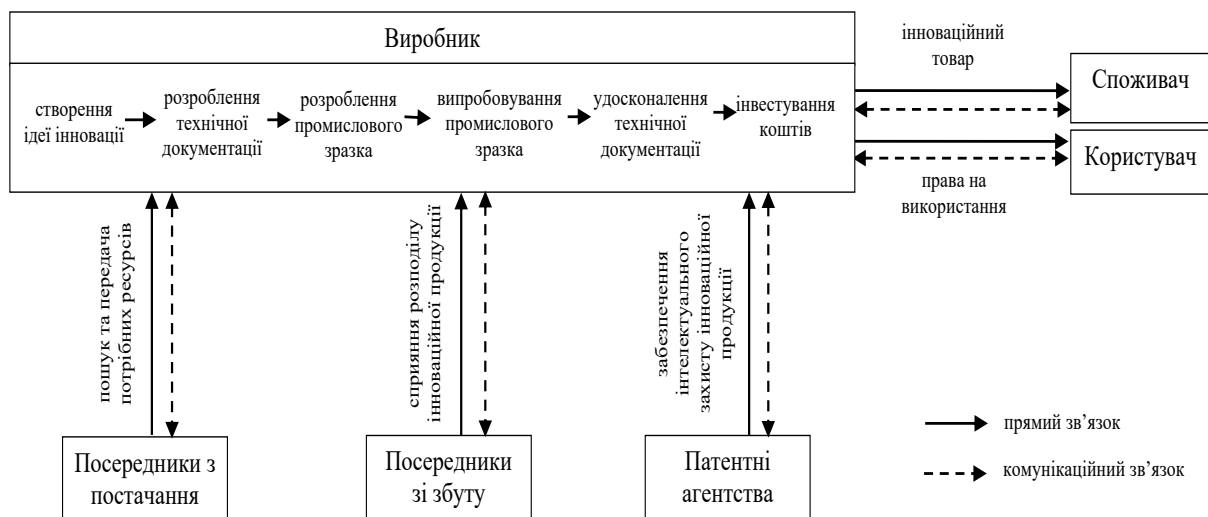 Виробник
створення
ідеї інновації
розроблення
технічної
документації
розроблення
промислового
зразка
випробовування
промислового
зразка
удосконалення
технічної
документації
інвестування
коштів
інноваційний
товар
Споживач
Користувач
права на
використання
пошук та передача
потрібних ресурсів
сприяння розподілу
інноваційної продукції
забезпечення
інтелектуального
захисту інноваційної
продукції
Посередники з
постачання
Посередники
зі збуту
Патентні
агентства
прямий зв’язок
комунікаційний зв’язок